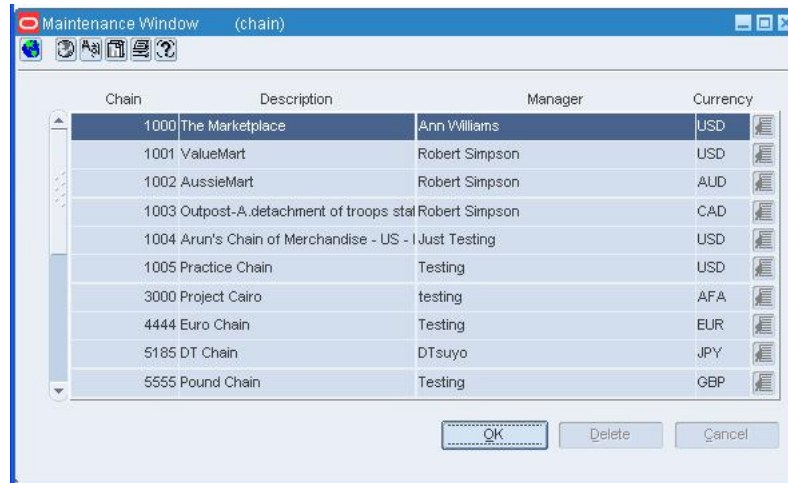 Maintenance Window (chain)
Chain Description Manager Currency
1000 The Marketplace Ann Williams USD
1001 ValueMart Robert Simpson USD
1002 AussieMart Robert Simpson AUD
1003 Outpost-A.detachment of troops stat Robert Simpson CAD
1004 Arun's Chain of Merchandise - US - I Just Testing USD
1005 Practice Chain Testing USD
3000 Project Cairo testing AFA
4444 Euro Chain Testing EUR
5185 DT Chain DTsuyo JPY
5555 Pound Chain Testing GBP
OK Delete Cancel